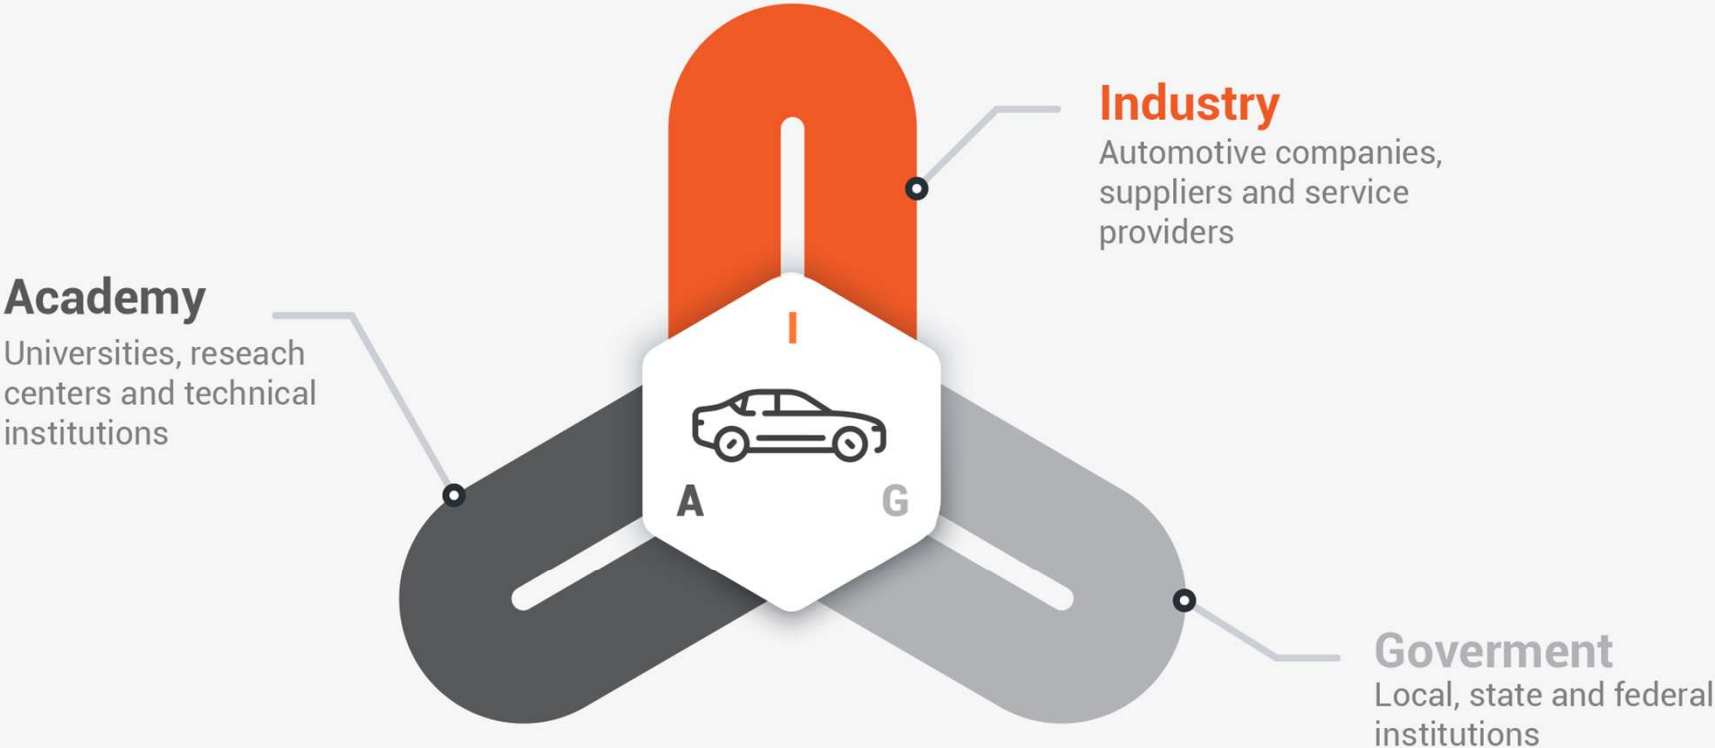 Industry
Automotive companies,
suppliers and service
providers
Academy
Universities, reseach
centers and technical
institutions
I
A
G
Goverment
Local, state and federal
institutions